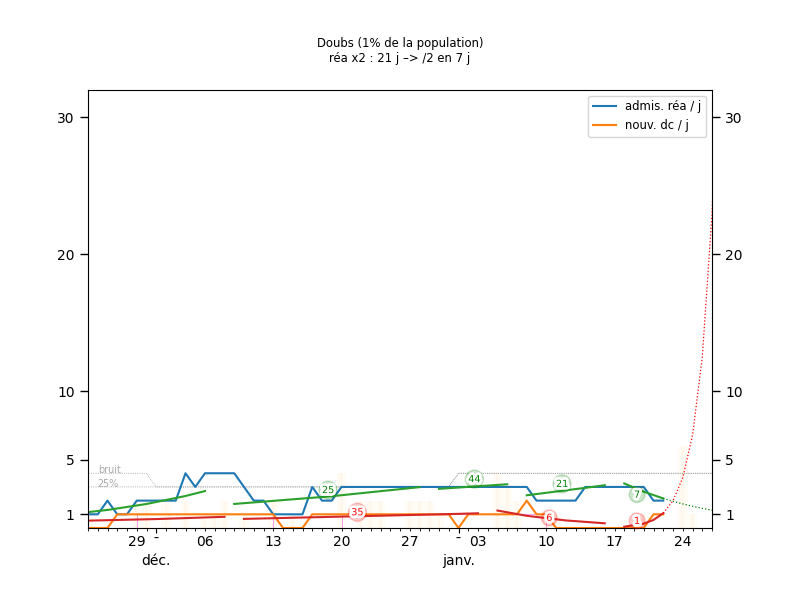 Doubs (1% de la population)
réa x2 : 21 j –> /2 en 7 j
admis. réa / j
nouv. dc / j
30 30
20 20
10 10
5 5
1 1
bruit
25%
25 35 44 21 6 7 1
29 - 06 13 20 27 - 03 10 17 24
déc. janv.